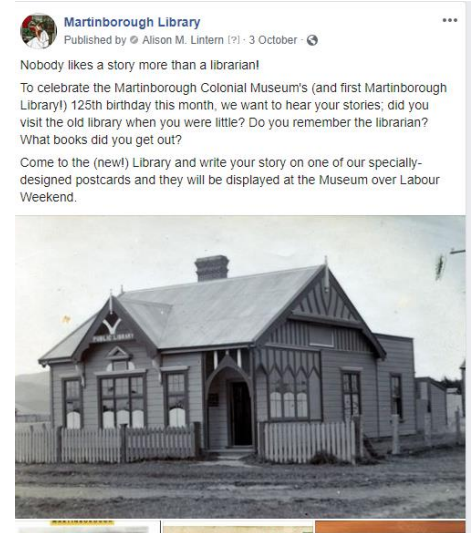 Martinborough Library
Published by Alison M. Lintern [?] · 3 October ·
Nobody likes a story more than a librarian!
To celebrate the Martinborough Colonial Museum's (and first Martinborough
Library!) 125th birthday this month, we want to hear your stories; did you
visit the old library when you were little? Do you remember the librarian?
What books did you get out?
Come to the (new!) Library and write your story on one of our specially-
designed postcards and they will be displayed at the Museum over Labour
Weekend.
PUBLIC LIBRARY